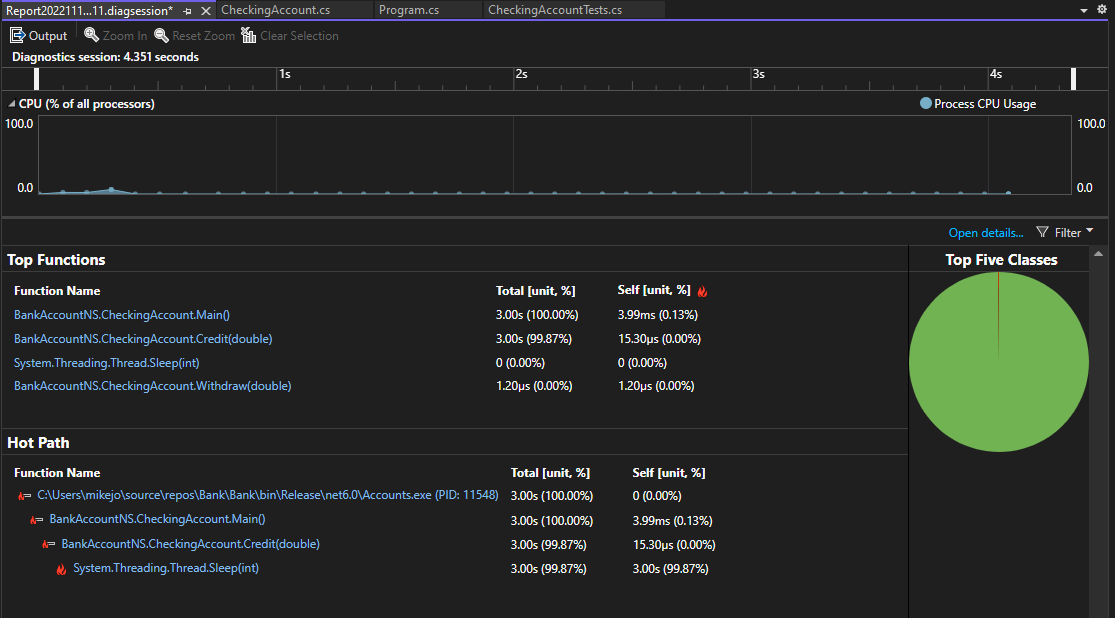 Report2022111...11.diagsession* CheckingAccount.cs Program.cs CheckingAccountTests.cs
Output Zoom In Reset Zoom Clear Selection
Diagnostics session: 4.351 seconds
1s 2s 3s 4s
CPU (% of all processors) Process CPU Usage
100.0 100.0
0.0 0.0
Open details... Filter
Top Functions
Function Name Total [unit, %] Self [unit, %]
BankAccountNS.CheckingAccount.Main() 3.00s (100.00%) 3.99ms (0.13%)
BankAccountNS.CheckingAccount.Credit(double) 3.00s (99.87%) 15.30µs (0.00%)
System.Threading.Thread.Sleep(int) 0 (0.00%) 0 (0.00%)
BankAccountNS.CheckingAccount.Withdraw(double) 1.20µs (0.00%) 1.20µs (0.00%)
Top Five Classes
Hot Path
Function Name Total [unit, %] Self [unit, %]
C:\Users\mikejo\source\repos\Bank\Bank\bin\Release\net6.0\Accounts.exe (PID: 11548) 3.00s (100.00%) 0 (0.00%)
BankAccountNS.CheckingAccount.Main() 3.00s (100.00%) 3.99ms (0.13%)
BankAccountNS.CheckingAccount.Credit(double) 3.00s (99.87%) 15.30µs (0.00%)
System.Threading.Thread.Sleep(int) 3.00s (99.87%) 3.00s (99.87%)